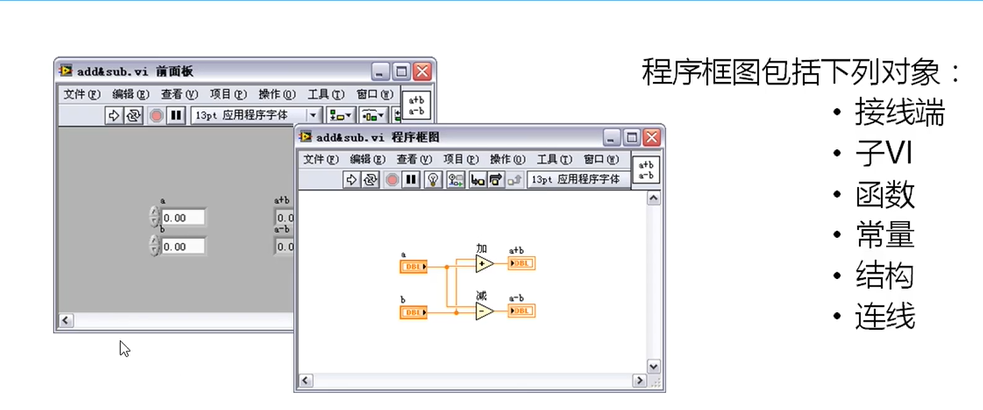 add&sub.vi 前面板
文件(F) 编辑(E) 查看(V) 项目(P) 操作(O) 工具(T) 窗口(W)
a+b
a-b
13pt 应用程序字体
a
0.00
b
0.00
a+b
0.0
a-b
0.0
add&sub.vi 程序框图
文件(F) 编辑(E) 查看(V) 项目(P) 操作(O) 工具(T) 窗口(W)
a+b
a-b
13pt 应用程序字体
a
DBL
b
DBL
加
+
a+b
DBL
减
-
a-b
DBL
程序框图包括下列对象：
• 接线端
• 子VI
• 函数
• 常量
• 结构
• 连线